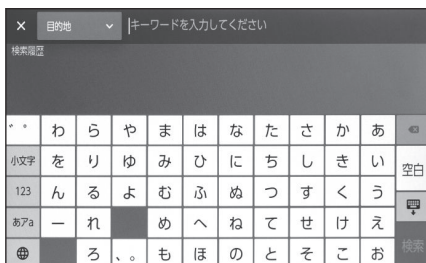 × 目的地 キーワードを入力してください
検索履歴
゛゜ わ ら や ま は な た さ か あ
小文字 を り ゆ み ひ に ち し き い 空白
123 ん る よ む ふ ぬ つ す く う
あアa ー れ め へ ね て せ け え
ろ 、。 も ほ の と そ こ お 検索